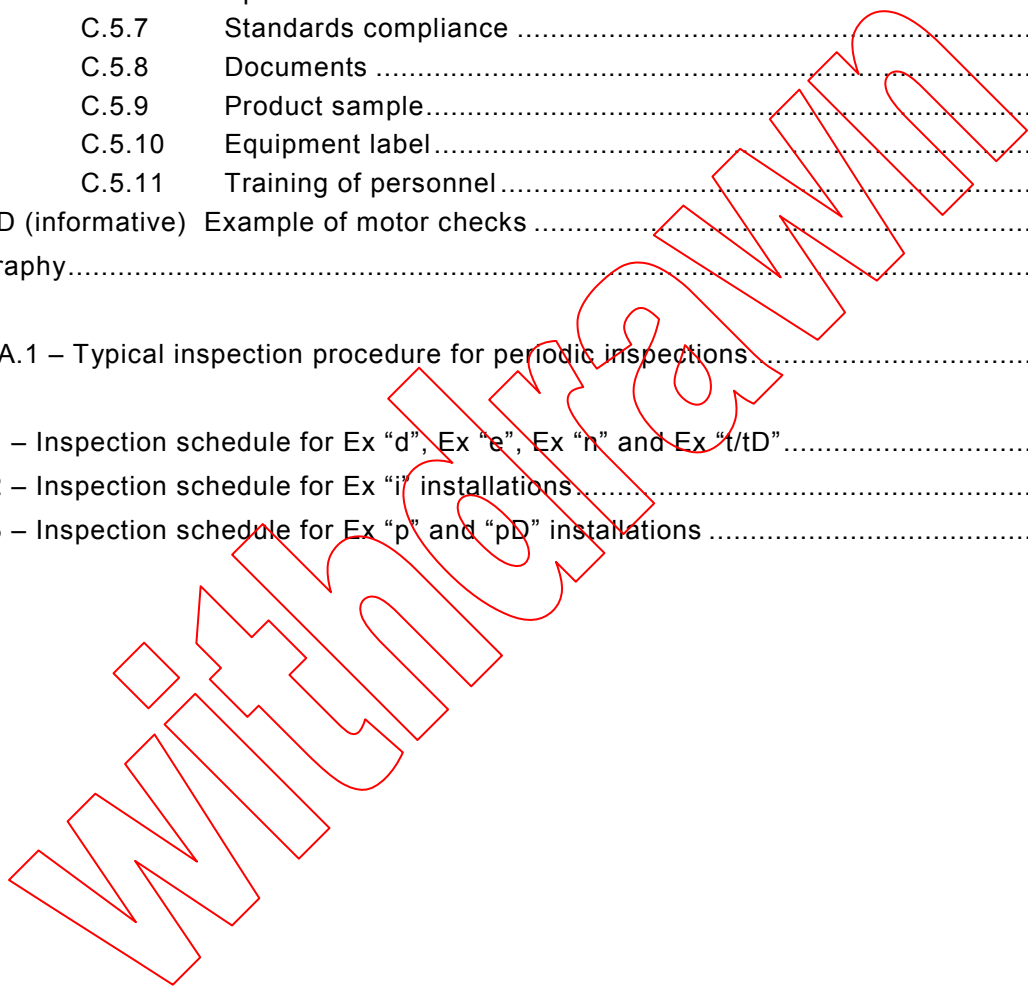 C.5.7 Standards compliance ....................................................................
C.5.8 Documents ....................................................................
C.5.9 Product sample....................................................................
C.5.10 Equipment label....................................................................
C.5.11 Training of personnel....................................................................
D (informative) Example of motor checks ....................................................................
raphy....................................................................
A.1 – Typical inspection procedure for periodic inspections....................................
– Inspection schedule for Ex “d”, Ex “e”, Ex “n” and Ex “t/tD”....................................
– Inspection schedule for Ex “i” installations....................................
– Inspection schedule for Ex “p” and “pD” installations ....................................
withdrawn